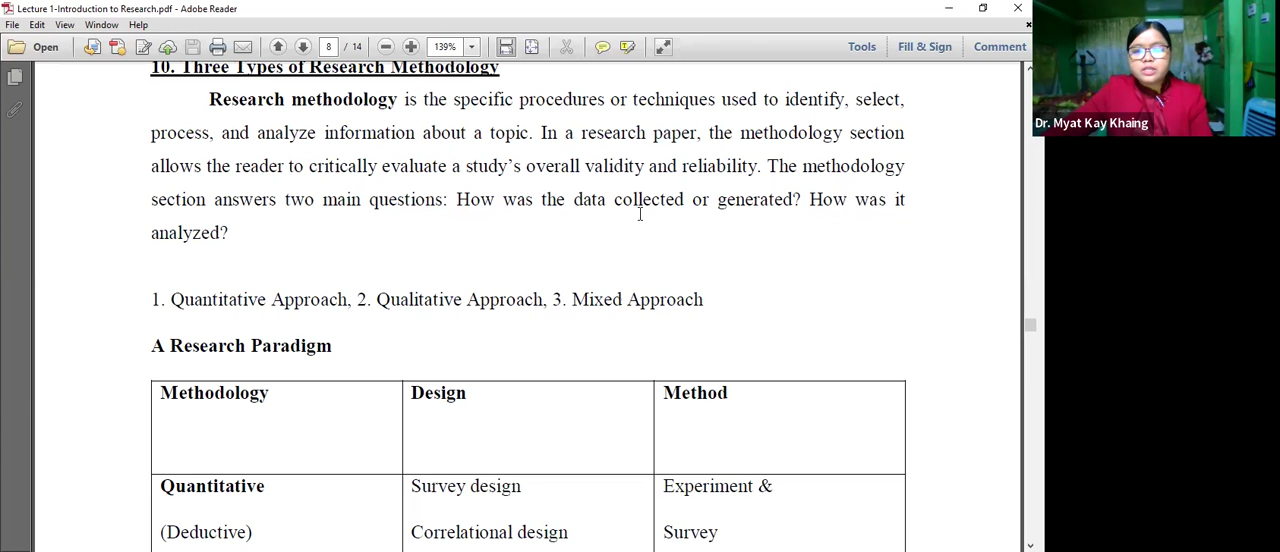 Lecture 1-Introduction to Research.pdf - Adobe Reader
File Edit View Window Help
Open 8 / 14 139% Tools Fill & Sign Comment
10. Three Types of Research Methodology
Research methodology is the specific procedures or techniques used to identify, select,
process, and analyze information about a topic. In a research paper, the methodology section
allows the reader to critically evaluate a study’s overall validity and reliability. The methodology
section answers two main questions: How was the data collected or generated? How was it
analyzed?
1. Quantitative Approach, 2. Qualitative Approach, 3. Mixed Approach
A Research Paradigm
Methodology Design Method
Quantitative Survey design Experiment &
(Deductive) Correlational design Survey
Dr. Myat Kay Khaing